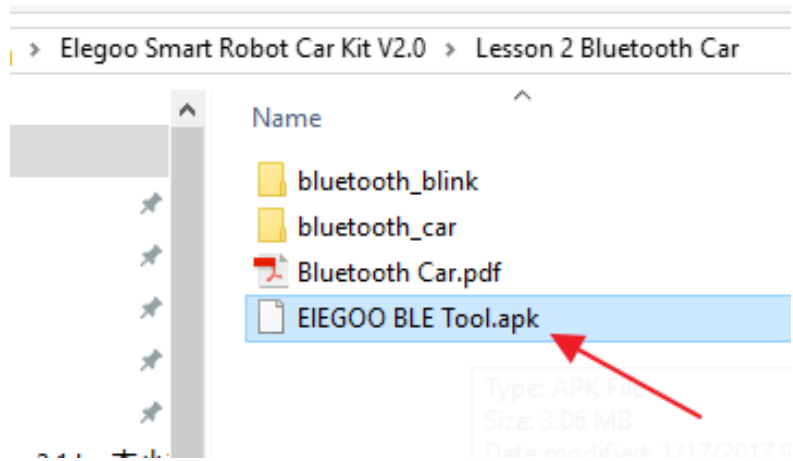 > Elegoo Smart Robot Car Kit V2.0 > Lesson 2 Bluetooth Car
Name
bluetooth_blink
bluetooth_car
Bluetooth Car.pdf
EIEGOO BLE Tool.apk
Type: APK File
Size: 3.06 MB
Date modified: 1/17/2017 9